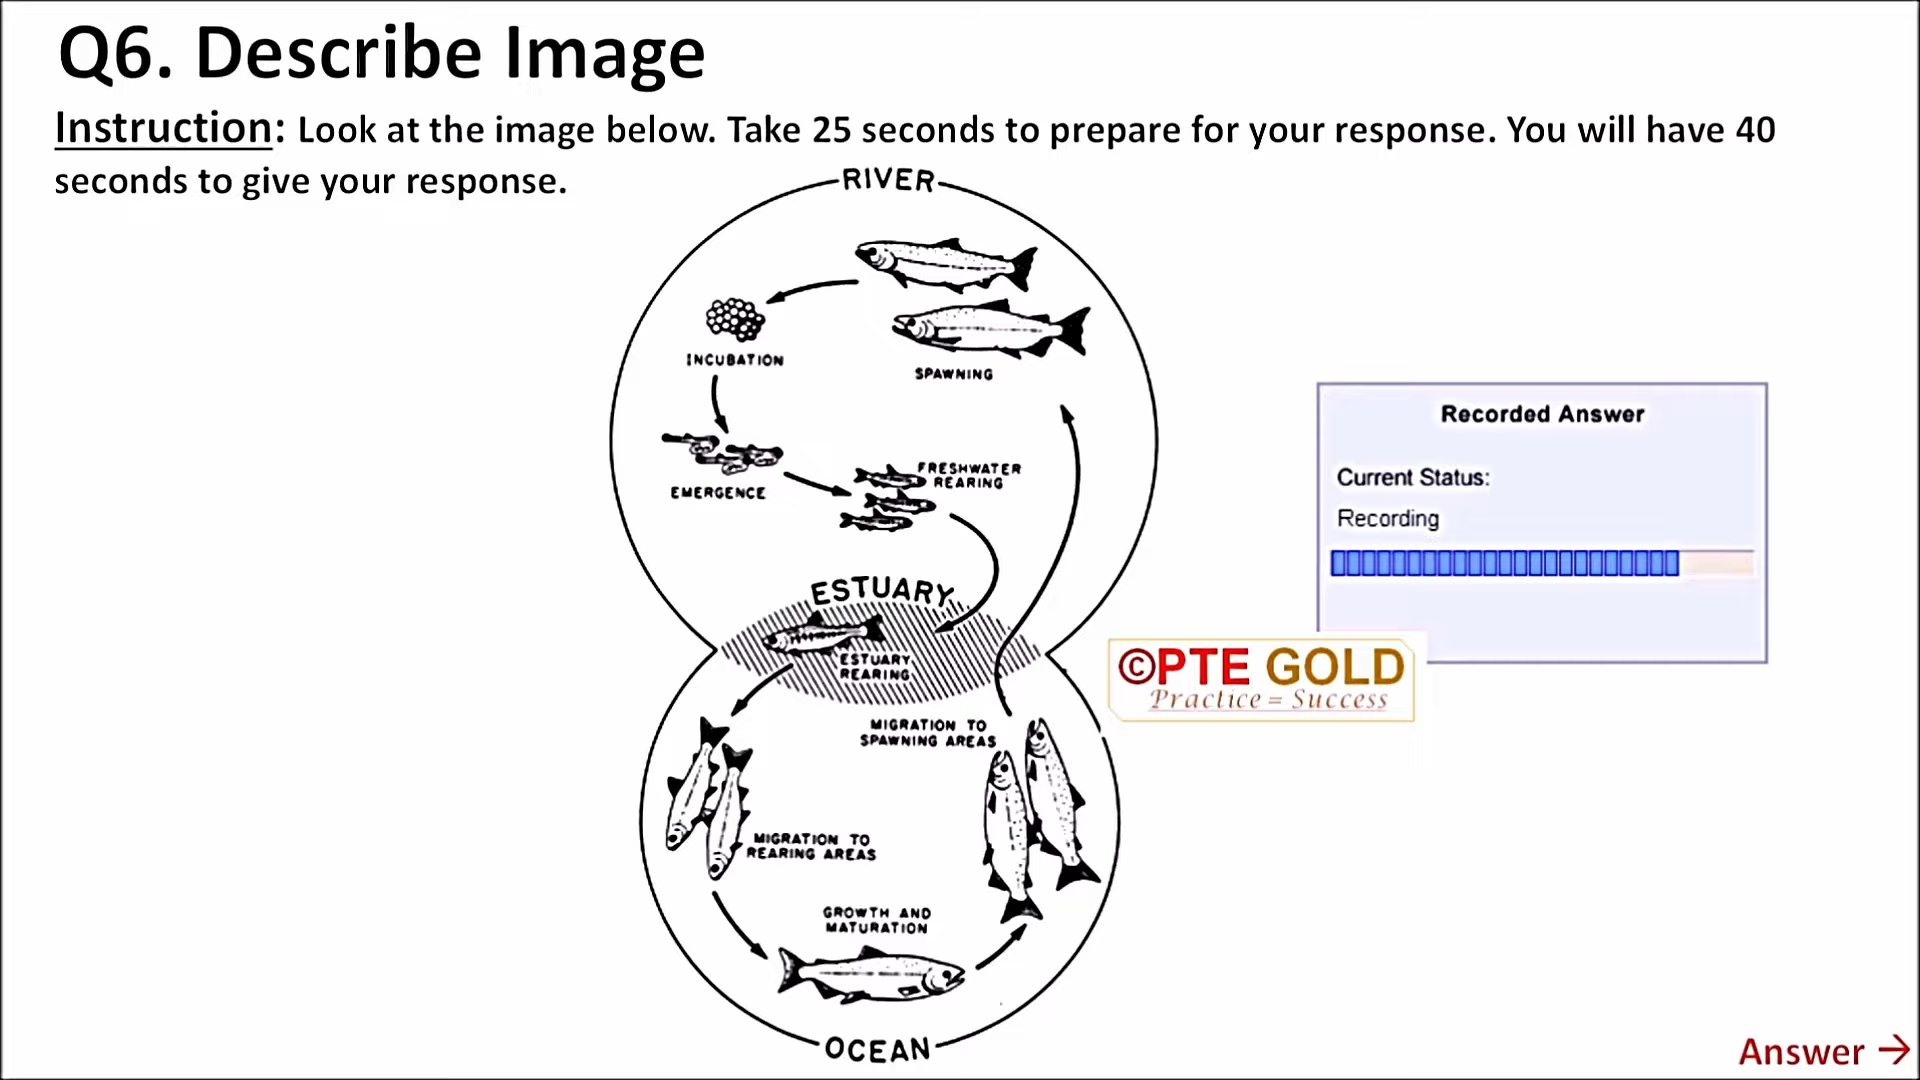 Q6. Describe Image
Instruction: Look at the image below. Take 25 seconds to prepare for your response. You will have 40
seconds to give your response.
RIVER
INCUBATION
SPAWNING
EMERGENCE
FRESHWATER
REARING
ESTUARY
ESTUARY
REARING
MIGRATION TO
SPAWNING AREAS
MIGRATION TO
REARING AREAS
GROWTH AND
MATURATION
OCEAN
Recorded Answer
Current Status:
Recording
©PTE GOLD
Practice = Success
Answer →